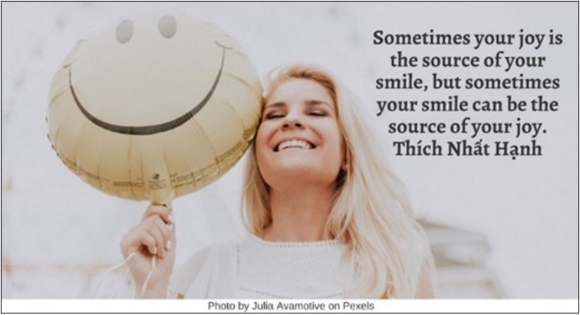 Sometimes your joy is
the source of your
smile, but sometimes
your smile can be the
source of your joy.
Thích Nhất Hạnh
Photo by Julia Avamotive on Pexels